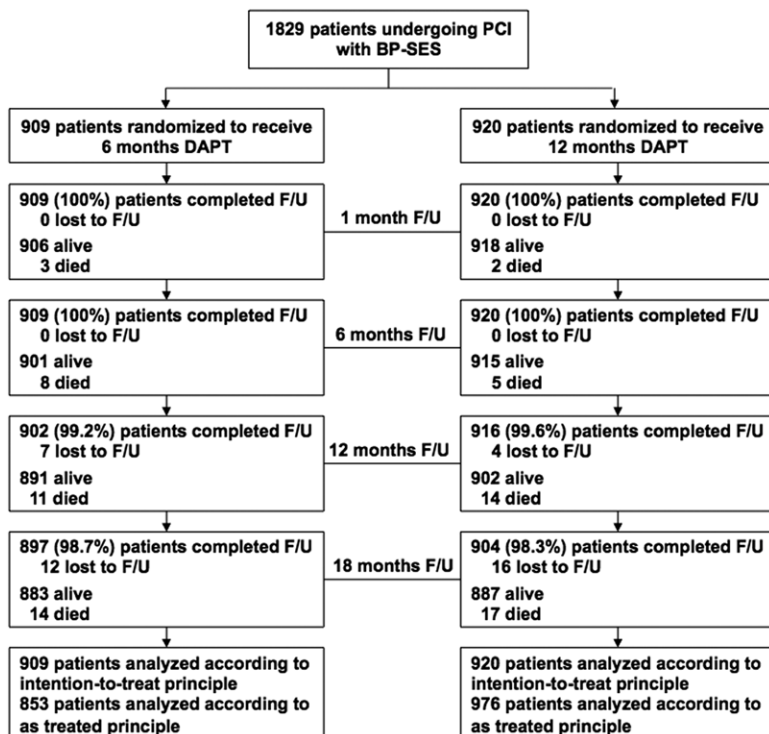 1829 patients undergoing PCI
with BP-SES
909 patients randomized to receive
6 months DAPT
920 patients randomized to receive
12 months DAPT
909 (100%) patients completed F/U
0 lost to F/U
906 alive
3 died
1 month F/U
920 (100%) patients completed F/U
0 lost to F/U
918 alive
2 died
909 (100%) patients completed F/U
0 lost to F/U
901 alive
8 died
6 months F/U
920 (100%) patients completed F/U
0 lost to F/U
915 alive
5 died
902 (99.2%) patients completed F/U
7 lost to F/U
891 alive
11 died
12 months F/U
916 (99.6%) patients completed F/U
4 lost to F/U
902 alive
14 died
897 (98.7%) patients completed F/U
12 lost to F/U
883 alive
14 died
18 months F/U
904 (98.3%) patients completed F/U
16 lost to F/U
887 alive
17 died
909 patients analyzed according to
intention-to-treat principle
853 patients analyzed according to
as treated principle
920 patients analyzed according to
intention-to-treat principle
976 patients analyzed according to
as treated principle